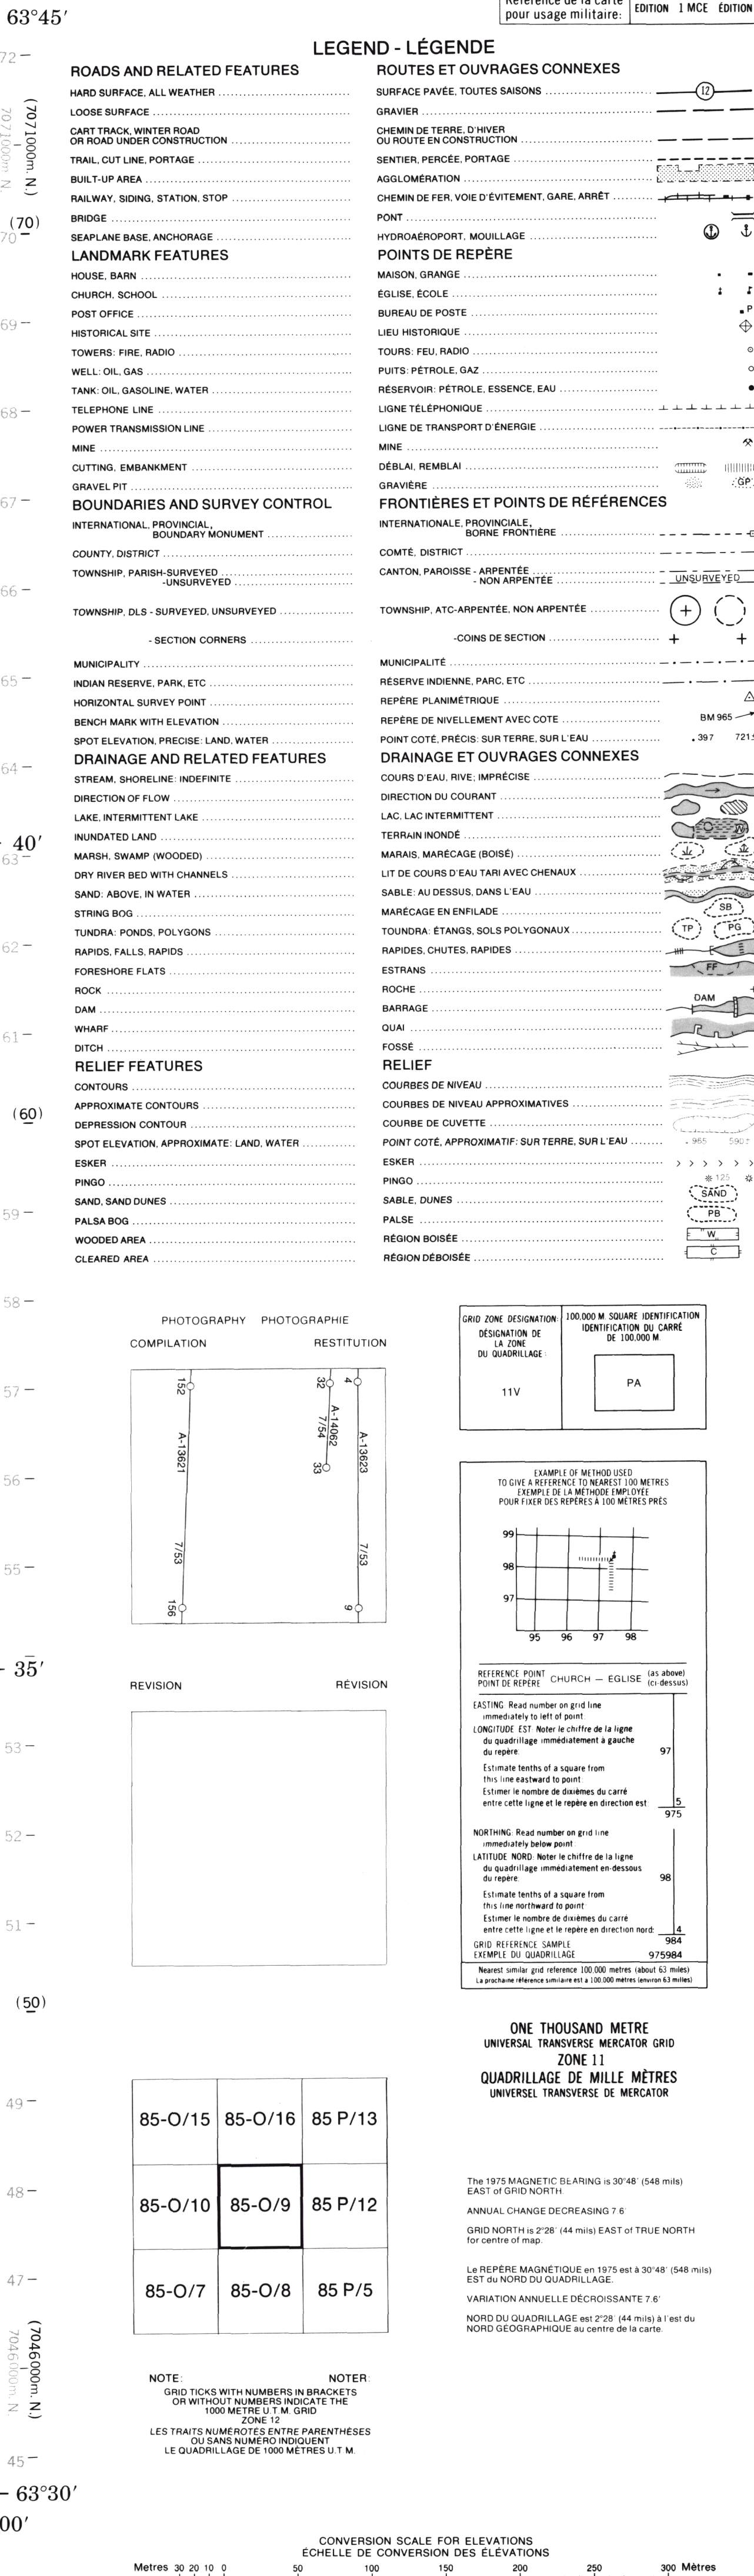 63°45′
Référence de la carte
pour usage militaire:
EDITION 1 MCE ÉDITION
LEGEND - LÉGENDE
ROADS AND RELATED FEATURES
HARD SURFACE, ALL WEATHER
LOOSE SURFACE
CART TRACK, WINTER ROAD
OR ROAD UNDER CONSTRUCTION
TRAIL, CUT LINE, PORTAGE
BUILT-UP AREA
RAILWAY, SIDING, STATION, STOP
BRIDGE
SEAPLANE BASE, ANCHORAGE
LANDMARK FEATURES
HOUSE, BARN
CHURCH, SCHOOL
POST OFFICE
HISTORICAL SITE
TOWERS: FIRE, RADIO
WELL: OIL, GAS
TANK: OIL, GASOLINE, WATER
TELEPHONE LINE
POWER TRANSMISSION LINE
MINE
CUTTING, EMBANKMENT
GRAVEL PIT
BOUNDARIES AND SURVEY CONTROL
INTERNATIONAL, PROVINCIAL,
BOUNDARY MONUMENT
COUNTY, DISTRICT
TOWNSHIP, PARISH-SURVEYED
-UNSURVEYED
TOWNSHIP, DLS - SURVEYED, UNSURVEYED
- SECTION CORNERS
MUNICIPALITY
INDIAN RESERVE, PARK, ETC
HORIZONTAL SURVEY POINT
BENCH MARK WITH ELEVATION
SPOT ELEVATION, PRECISE: LAND, WATER
DRAINAGE AND RELATED FEATURES
STREAM, SHORELINE: INDEFINITE
DIRECTION OF FLOW
LAKE, INTERMITTENT LAKE
INUNDATED LAND
MARSH, SWAMP (WOODED)
DRY RIVER BED WITH CHANNELS
SAND: ABOVE, IN WATER
STRING BOG
TUNDRA: PONDS, POLYGONS
RAPIDS, FALLS, RAPIDS
FORESHORE FLATS
ROCK
DAM
WHARF
DITCH
RELIEF FEATURES
CONTOURS
APPROXIMATE CONTOURS
DEPRESSION CONTOUR
SPOT ELEVATION, APPROXIMATE: LAND, WATER
ESKER
PINGO
SAND, SAND DUNES
PALSA BOG
WOODED AREA
CLEARED AREA
ROUTES ET OUVRAGES CONNEXES
SURFACE PAVÉE, TOUTES SAISONS 12
GRAVIER
CHEMIN DE TERRE, D'HIVER
OU ROUTE EN CONSTRUCTION
SENTIER, PERCÉE, PORTAGE
AGGLOMÉRATION
CHEMIN DE FER, VOIE D'ÉVITEMENT, GARE, ARRÊT
PONT
HYDROAÉROPORT, MOUILLAGE
POINTS DE REPÈRE
MAISON, GRANGE
ÉGLISE, ÉCOLE
BUREAU DE POSTE P
LIEU HISTORIQUE
TOURS: FEU, RADIO
PUITS: PÉTROLE, GAZ
RÉSERVOIR: PÉTROLE, ESSENCE, EAU
LIGNE TÉLÉPHONIQUE
LIGNE DE TRANSPORT D'ÉNERGIE
MINE
DÉBLAI, REMBLAI
GRAVIÈRE GP
FRONTIÈRES ET POINTS DE RÉFÉRENCES
INTERNATIONALE, PROVINCIALE,
BORNE FRONTIÈRE
COMTÉ, DISTRICT
CANTON, PAROISSE - ARPENTÉE
- NON ARPENTÉE UNSURVEYED
TOWNSHIP, ATC-ARPENTÉE, NON ARPENTÉE
-COINS DE SECTION
MUNICIPALITÉ
RÉSERVE INDIENNE, PARC, ETC
REPÈRE PLANIMÉTRIQUE
REPÈRE DE NIVELLEMENT AVEC COTE BM 965
POINT COTÉ, PRÉCIS: SUR TERRE, SUR L'EAU .397 721±
DRAINAGE ET OUVRAGES CONNEXES
COURS D'EAU, RIVE; IMPRÉCISE
DIRECTION DU COURANT
LAC, LAC INTERMITTENT
TERRAIN INONDÉ
MARAIS, MARÉCAGE (BOISÉ)
LIT DE COURS D'EAU TARI AVEC CHENAUX
SABLE: AU DESSUS, DANS L'EAU
MARÉCAGE EN ENFILADE SB
TOUNDRA: ÉTANGS, SOLS POLYGONAUX TP PG
RAPIDES, CHUTES, RAPIDES
ESTRANS FF
ROCHE
BARRAGE DAM
QUAI
FOSSÉ
RELIEF
COURBES DE NIVEAU
COURBES DE NIVEAU APPROXIMATIVES
COURBE DE CUVETTE
POINT COTÉ, APPROXIMATIF: SUR TERRE, SUR L'EAU .965 590±
ESKER
PINGO 125
SABLE, DUNES SAND
PALSE PB
RÉGION BOISÉE W
RÉGION DÉBOISÉE C
72
7071000m. N.
(7071000m. N.)
(70)
70
69
68
67
66
65
64
40′
63
62
61
(60)
59
58
57
56
55
35′
53
52
51
(50)
49
48
47
7046000m. N
(7046000m. N.)
45
63°30′
00′
PHOTOGRAPHY PHOTOGRAPHIE
COMPILATION RESTITUTION
152 32 4
A-13621
7/54
A-14062
A-13623
33
7/53 7/53
156 9
REVISION RÉVISION
85-O/15 85-O/16 85 P/13
85-O/10 85-O/9 85 P/12
85-O/7 85-O/8 85 P/5
NOTE: NOTER:
GRID TICKS WITH NUMBERS IN BRACKETS
OR WITHOUT NUMBERS INDICATE THE
1000 METRE U.T.M. GRID
ZONE 12
LES TRAITS NUMÉROTÉS ENTRE PARENTHÈSES
OU SANS NUMÉRO INDIQUENT
LE QUADRILLAGE DE 1000 MÈTRES U.T M.
GRID ZONE DESIGNATION:
DÉSIGNATION DE
LA ZONE
DU QUADRILLAGE:
11V
100,000 M. SQUARE IDENTIFICATION
IDENTIFICATION DU CARRÉ
DE 100,000 M.
PA
EXAMPLE OF METHOD USED
TO GIVE A REFERENCE TO NEAREST 100 METRES
EXEMPLE DE LA MÉTHODE EMPLOYÉE
POUR FIXER DES REPÈRES À 100 MÈTRES PRÈS
99
98
97
95 96 97 98
REFERENCE POINT
POINT DE REPÈRE
CHURCH — ÉGLISE
(as above)
(ci-dessus)
EASTING: Read number on grid line
immediately to left of point:
LONGITUDE EST: Noter le chiffre de la ligne
du quadrillage immédiatement à gauche
du repère: 97
Estimate tenths of a square from
this line eastward to point:
Estimer le nombre de dixièmes du carré
entre cette ligne et le repère en direction est: 5
975
NORTHING: Read number on grid line
immediately below point:
LATITUDE NORD: Noter le chiffre de la ligne
du quadrillage immédiatement en-dessous
du repère: 98
Estimate tenths of a square from
this line northward to point:
Estimer le nombre de dixièmes du carré
entre cette ligne et le repère en direction nord: 4
984
GRID REFERENCE SAMPLE
EXEMPLE DU QUADRILLAGE 975984
Nearest similar grid reference 100,000 metres (about 63 miles)
La prochaine référence similaire est à 100,000 mètres (environ 63 milles)
ONE THOUSAND METRE
UNIVERSAL TRANSVERSE MERCATOR GRID
ZONE 11
QUADRILLAGE DE MILLE MÈTRES
UNIVERSEL TRANSVERSE DE MERCATOR
The 1975 MAGNETIC BEARING is 30°48′ (548 mils)
EAST of GRID NORTH.
ANNUAL CHANGE DECREASING 7.6′
GRID NORTH is 2°28′ (44 mils) EAST of TRUE NORTH
for centre of map.
Le REPÈRE MAGNÉTIQUE en 1975 est à 30°48′ (548 mils)
EST du NORD DU QUADRILLAGE.
VARIATION ANNUELLE DÉCROISSANTE 7.6′
NORD DU QUADRILLAGE est 2°28′ (44 mils) à l'est du
NORD GÉOGRAPHIQUE au centre de la carte.
CONVERSION SCALE FOR ELEVATIONS
ÉCHELLE DE CONVERSION DES ÉLÉVATIONS
Metres 30 20 10 0 50 100 150 200 250 300 Mètres